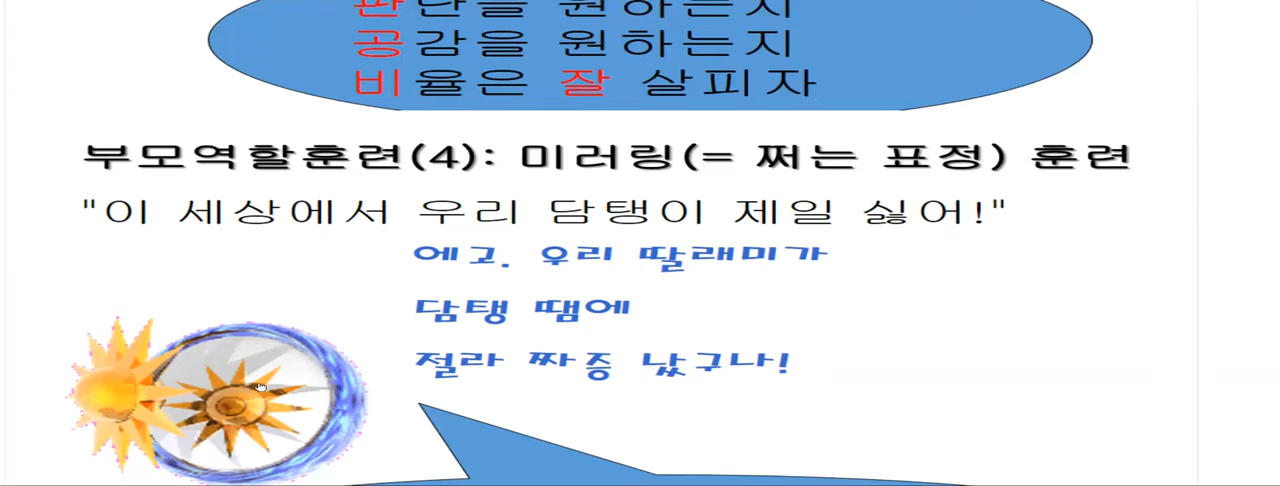 판단을 원하는지
공감을 원하는지
비율은 잘 살피자
부모역할훈련(4): 미러링(= 쩌는 표정) 훈련
"이 세상에서 우리 담탱이 제일 싫어!"
에고. 우리 딸래미가
담탱 땜에
절라 짜증 났구나!